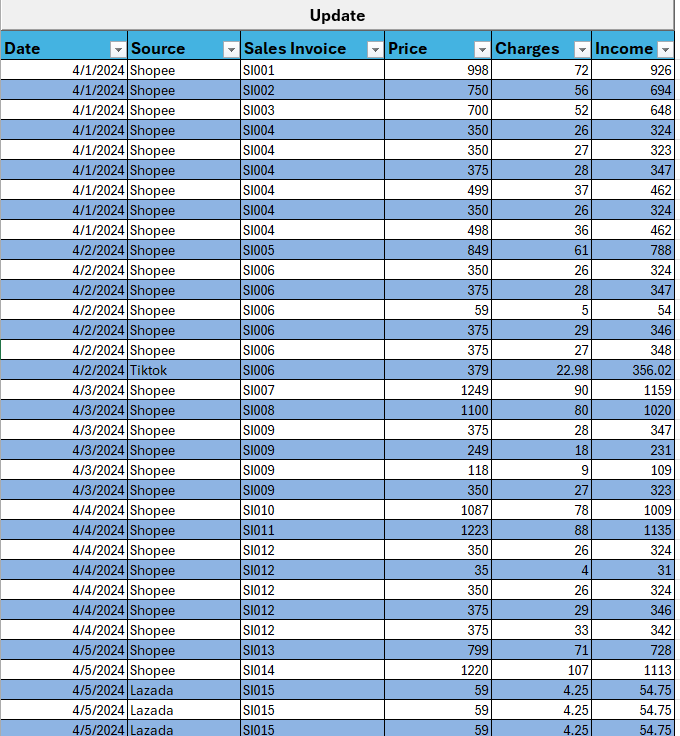 Update
Date Source Sales Invoice Price Charges Income
4/1/2024 Shopee SI001 998 72 926
4/1/2024 Shopee SI002 750 56 694
4/1/2024 Shopee SI003 700 52 648
4/1/2024 Shopee SI004 350 26 324
4/1/2024 Shopee SI004 350 27 323
4/1/2024 Shopee SI004 375 28 347
4/1/2024 Shopee SI004 499 37 462
4/1/2024 Shopee SI004 350 26 324
4/1/2024 Shopee SI004 498 36 462
4/2/2024 Shopee SI005 849 61 788
4/2/2024 Shopee SI006 350 26 324
4/2/2024 Shopee SI006 375 28 347
4/2/2024 Shopee SI006 59 5 54
4/2/2024 Shopee SI006 375 29 346
4/2/2024 Shopee SI006 375 27 348
4/2/2024 Tiktok SI006 379 22.98 356.02
4/3/2024 Shopee SI007 1249 90 1159
4/3/2024 Shopee SI008 1100 80 1020
4/3/2024 Shopee SI009 375 28 347
4/3/2024 Shopee SI009 249 18 231
4/3/2024 Shopee SI009 118 9 109
4/3/2024 Shopee SI009 350 27 323
4/4/2024 Shopee SI010 1087 78 1009
4/4/2024 Shopee SI011 1223 88 1135
4/4/2024 Shopee SI012 350 26 324
4/4/2024 Shopee SI012 35 4 31
4/4/2024 Shopee SI012 350 26 324
4/4/2024 Shopee SI012 375 29 346
4/4/2024 Shopee SI012 375 33 342
4/5/2024 Shopee SI013 799 71 728
4/5/2024 Shopee SI014 1220 107 1113
4/5/2024 Lazada SI015 59 4.25 54.75
4/5/2024 Lazada SI015 59 4.25 54.75
4/5/2024 Lazada SI015 59 4.25 54.75